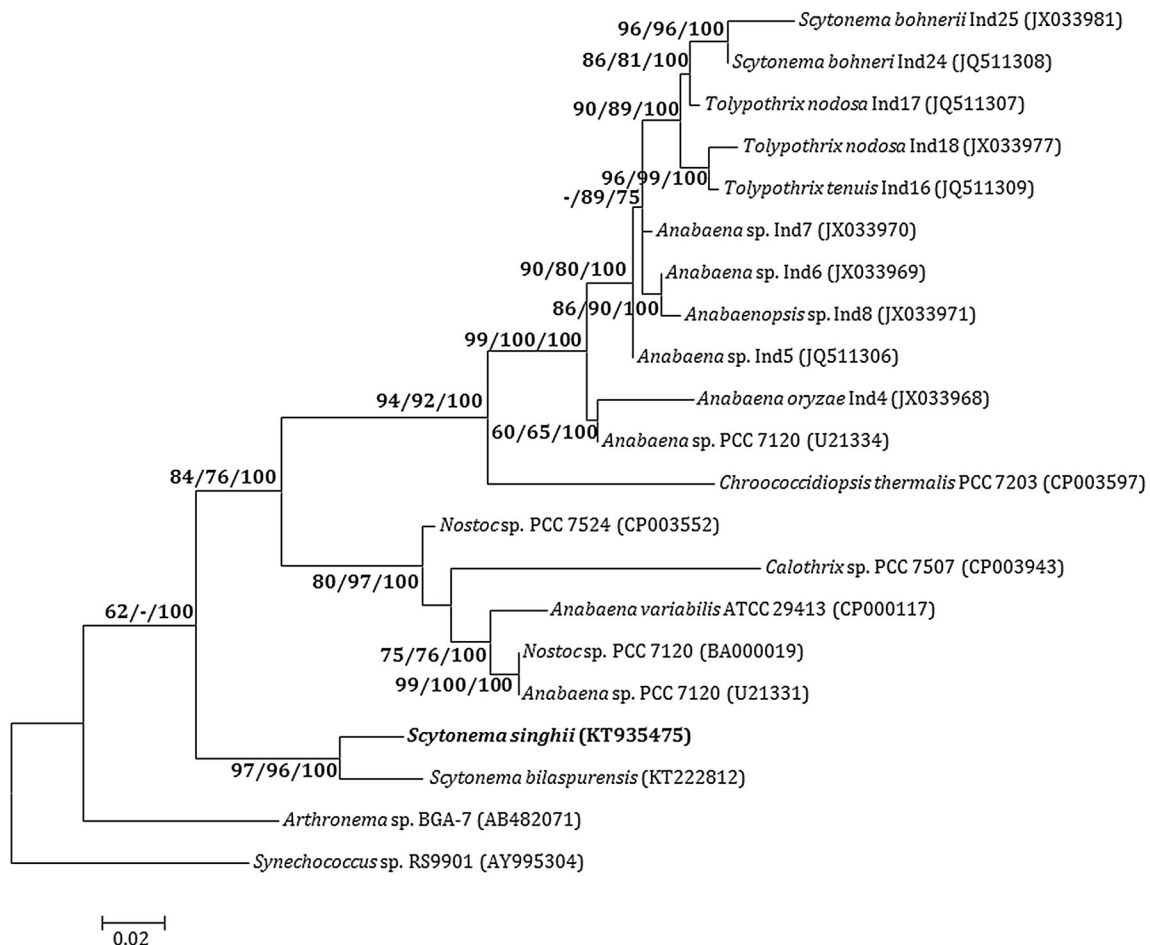 Scytonema bohnerii Ind25 (JX033981)
96/96/100
Scytonema bohneri Ind24 (JQ511308)
86/81/100
Tolypothrix nodosa Ind17 (JQ511307)
90/89/100
Tolypothrix nodosa Ind18 (JX033977)
96/99/100
Tolypothrix tenuis Ind16 (JQ511309)
-/89/75
Anabaena sp. Ind7 (JX033970)
90/80/100
Anabaena sp. Ind6 (JX033969)
86/90/100
Anabaenopsis sp. Ind8 (JX033971)
99/100/100
Anabaena sp. Ind5 (JQ511306)
94/92/100
Anabaena oryzae Ind4 (JX033968)
60/65/100
Anabaena sp. PCC 7120 (U21334)
84/76/100
Chroococcidiopsis thermalis PCC 7203 (CP003597)
Nostoc sp. PCC 7524 (CP003552)
80/97/100
Calothrix sp. PCC 7507 (CP003943)
62/-/100
Anabaena variabilis ATCC 29413 (CP000117)
75/76/100
Nostoc sp. PCC 7120 (BA000019)
99/100/100
Anabaena sp. PCC 7120 (U21331)
Scytonema singhii (KT935475)
97/96/100
Scytonema bilaspurensis (KT222812)
Arthronema sp. BGA-7 (AB482071)
Synechococcus sp. RS9901 (AY995304)
0.02